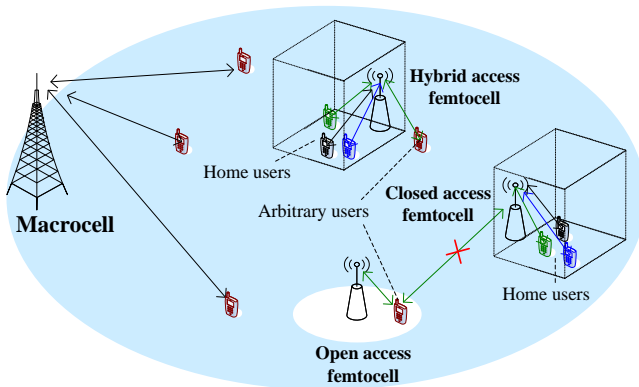 Hybrid access
femtocell
Home users
Closed access
femtocell
Arbitrary users
Macrocell
Home users
Open access
femtocell